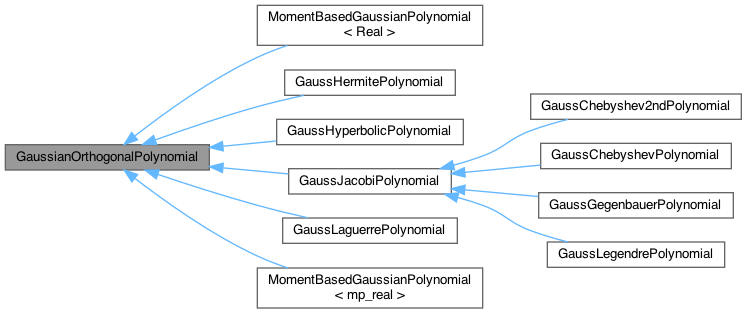 MomentBasedGaussianPolynomial
< Real >
GaussHermitePolynomial
GaussHyperbolicPolynomial
GaussianOrthogonalPolynomial
GaussJacobiPolynomial
GaussLaguerrePolynomial
MomentBasedGaussianPolynomial
< mp_real >
GaussChebyshev2ndPolynomial
GaussChebyshevPolynomial
GaussGegenbauerPolynomial
GaussLegendrePolynomial